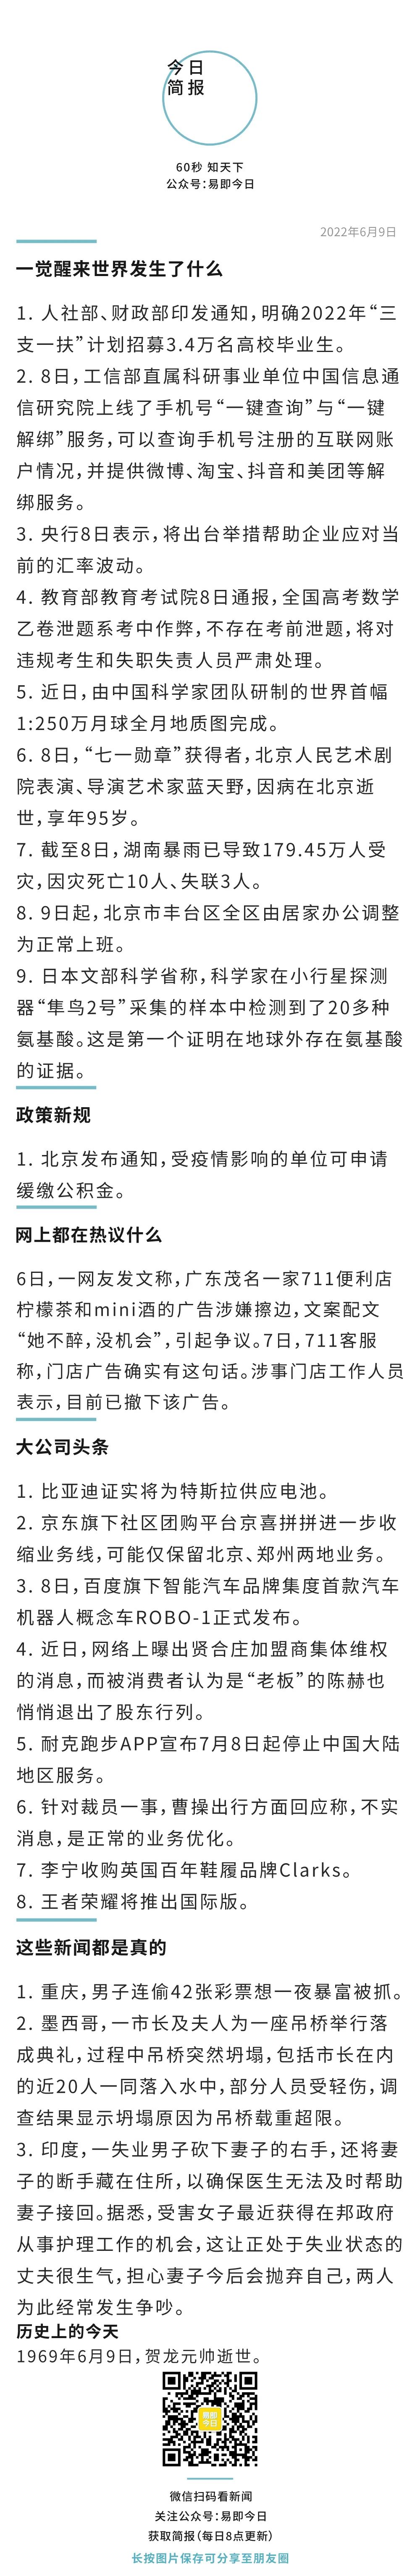 今日
简报
60秒 知天下
公众号：易即今日
2022年6月9日
一觉醒来世界发生了什么
1. 人社部、财政部印发通知，明确2022年“三
支一扶”计划招募3.4万名高校毕业生。
2. 8日，工信部直属科研事业单位中国信息通
信研究院上线了手机号“一键查询”与“一键
解绑”服务，可以查询手机号注册的互联网账
户情况，并提供微博、淘宝、抖音和美团等解
绑服务。
3. 央行8日表示，将出台举措帮助企业应对当
前的汇率波动。
4. 教育部教育考试院8日通报，全国高考数学
乙卷泄题系考中作弊，不存在考前泄题，将对
违规考生和失职失责人员严肃处理。
5. 近日，由中国科学家团队研制的世界首幅
1:250万月球全月地质图完成。
6. 8日，“七一勋章”获得者，北京人民艺术剧
院表演、导演艺术家蓝天野，因病在北京逝
世，享年95岁。
7. 截至8日，湖南暴雨已导致179.45万人受
灾，因灾死亡10人、失联3人。
8. 9日起，北京市丰台区全区由居家办公调整
为正常上班。
9. 日本文部科学省称，科学家在小行星探测
器“隼鸟2号”采集的样本中检测到了20多种
氨基酸。这是第一个证明在地球外存在氨基酸
的证据。
政策新规
1. 北京发布通知，受疫情影响的单位可申请
缓缴公积金。
网上都在热议什么
6日，一网友发文称，广东茂名一家711便利店
柠檬茶和mini酒的广告涉嫌擦边，文案配文
“她不醉，没机会”，引起争议。7日，711客服
称，门店广告确实有这句话。涉事门店工作人员
表示，目前已撤下该广告。
大公司头条
1. 比亚迪证实将为特斯拉供应电池。
2. 京东旗下社区团购平台京喜拼拼进一步收
缩业务线，可能仅保留北京、郑州两地业务。
3. 8日，百度旗下智能汽车品牌集度首款汽车
机器人概念车ROBO-1正式发布。
4. 近日，网络上曝出贤合庄加盟商集体维权
的消息，而被消费者认为是“老板”的陈赫也
悄悄退出了股东行列。
5. 耐克跑步APP宣布7月8日起停止中国大陆
地区服务。
6. 针对裁员一事，曹操出行方面回应称，不实
消息，是正常的业务优化。
7. 李宁收购英国百年鞋履品牌Clarks。
8. 王者荣耀将推出国际版。
这些新闻都是真的
1. 重庆，男子连偷42张彩票想一夜暴富被抓。
2. 墨西哥，一市长及夫人为一座吊桥举行落
成典礼，过程中吊桥突然坍塌，包括市长在内
的近20人一同落入水中，部分人员受轻伤，调
查结果显示坍塌原因为吊桥载重超限。
3. 印度，一失业男子砍下妻子的右手，还将妻
子的断手藏在住所，以确保医生无法及时帮助
妻子接回。据悉，受害女子最近获得在邦政府
从事护理工作的机会，这让正处于失业状态的
丈夫很生气，担心妻子今后会抛弃自己，两人
为此经常发生争吵。
历史上的今天
1969年6月9日，贺龙元帅逝世。
易即
今日
微信扫码看新闻
关注公众号：易即今日
获取简报（每日8点更新）
长按图片保存可分享至朋友圈